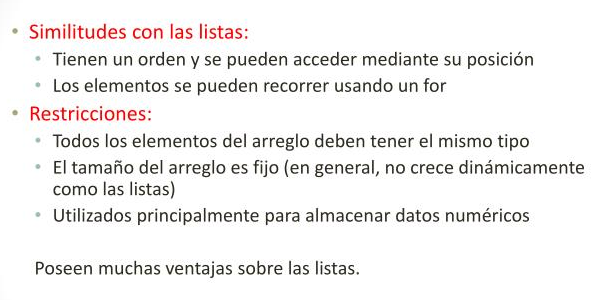 • Similitudes con las listas:
• Tienen un orden y se pueden acceder mediante su posición
• Los elementos se pueden recorrer usando un for
• Restricciones:
• Todos los elementos del arreglo deben tener el mismo tipo
• El tamaño del arreglo es fijo (en general, no crece dinámicamente
como las listas)
• Utilizados principalmente para almacenar datos numéricos
Poseen muchas ventajas sobre las listas.